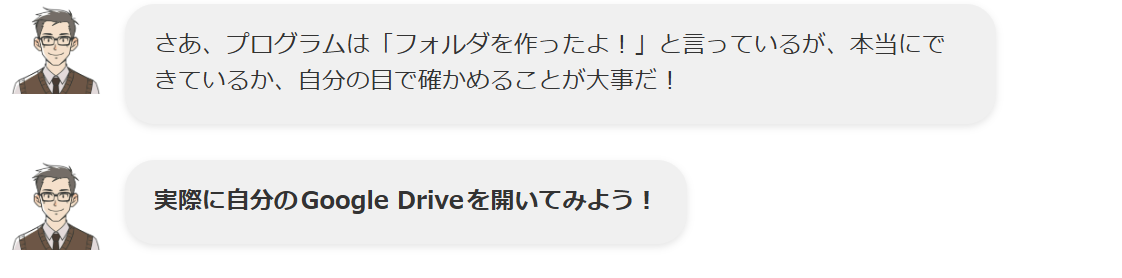 さあ、プログラムは「フォルダを作ったよ！」と言っているが、本当にで
きているか、自分の目で確かめることが大事だ！
実際に自分のGoogle Driveを開いてみよう！